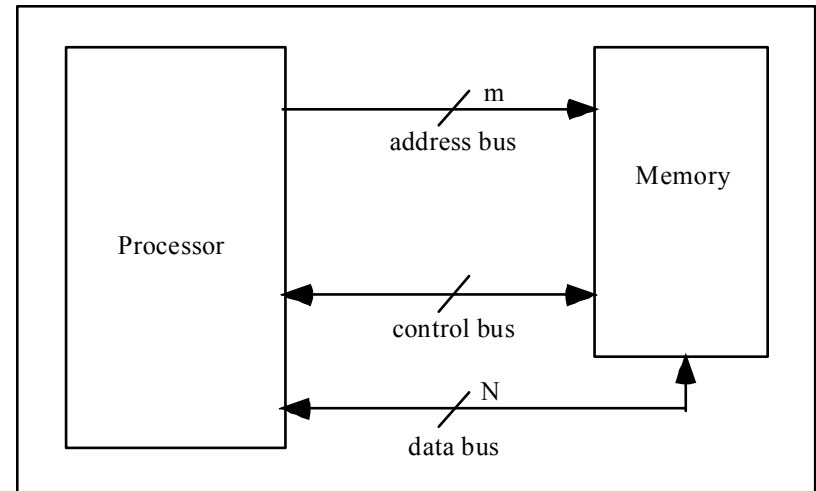 m
address bus
Memory
Processor
control bus
N
data bus